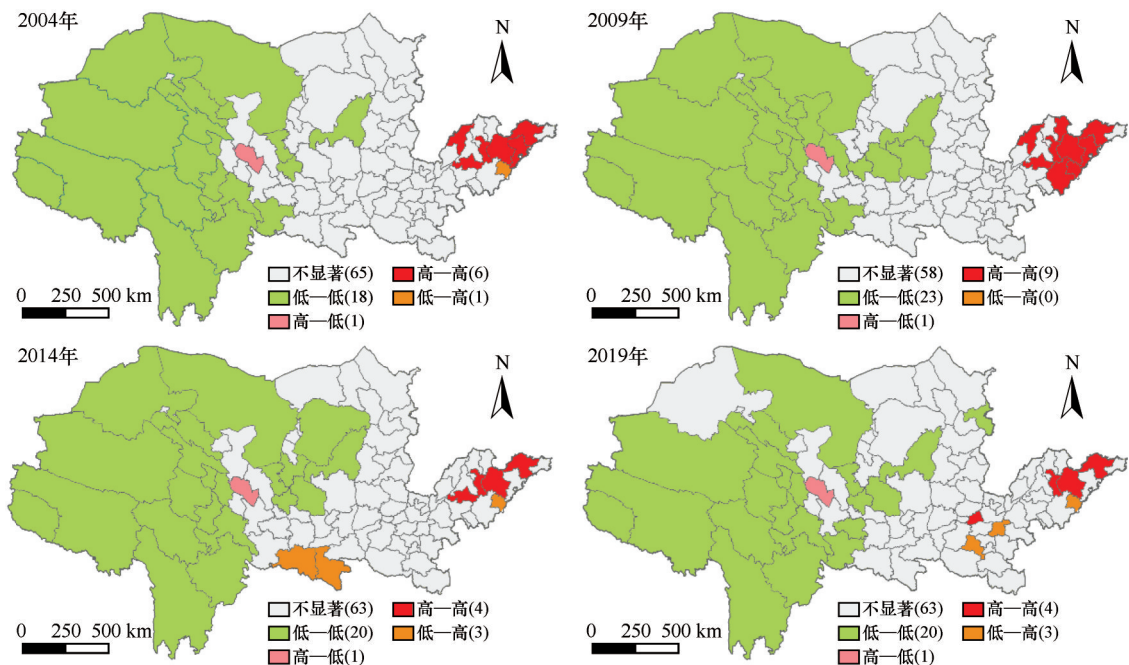 2004年
N
不显著(65)
高—高(6)
低—低(18)
低—高(1)
高—低(1)
0 250 500 km
2009年
N
不显著(58)
高—高(9)
低—低(23)
低—高(0)
高—低(1)
0 250 500 km
2014年
N
不显著(63)
高—高(4)
低—低(20)
低—高(3)
高—低(1)
0 250 500 km
2019年
N
不显著(63)
高—高(4)
低—低(20)
低—高(3)
高—低(1)
0 250 500 km